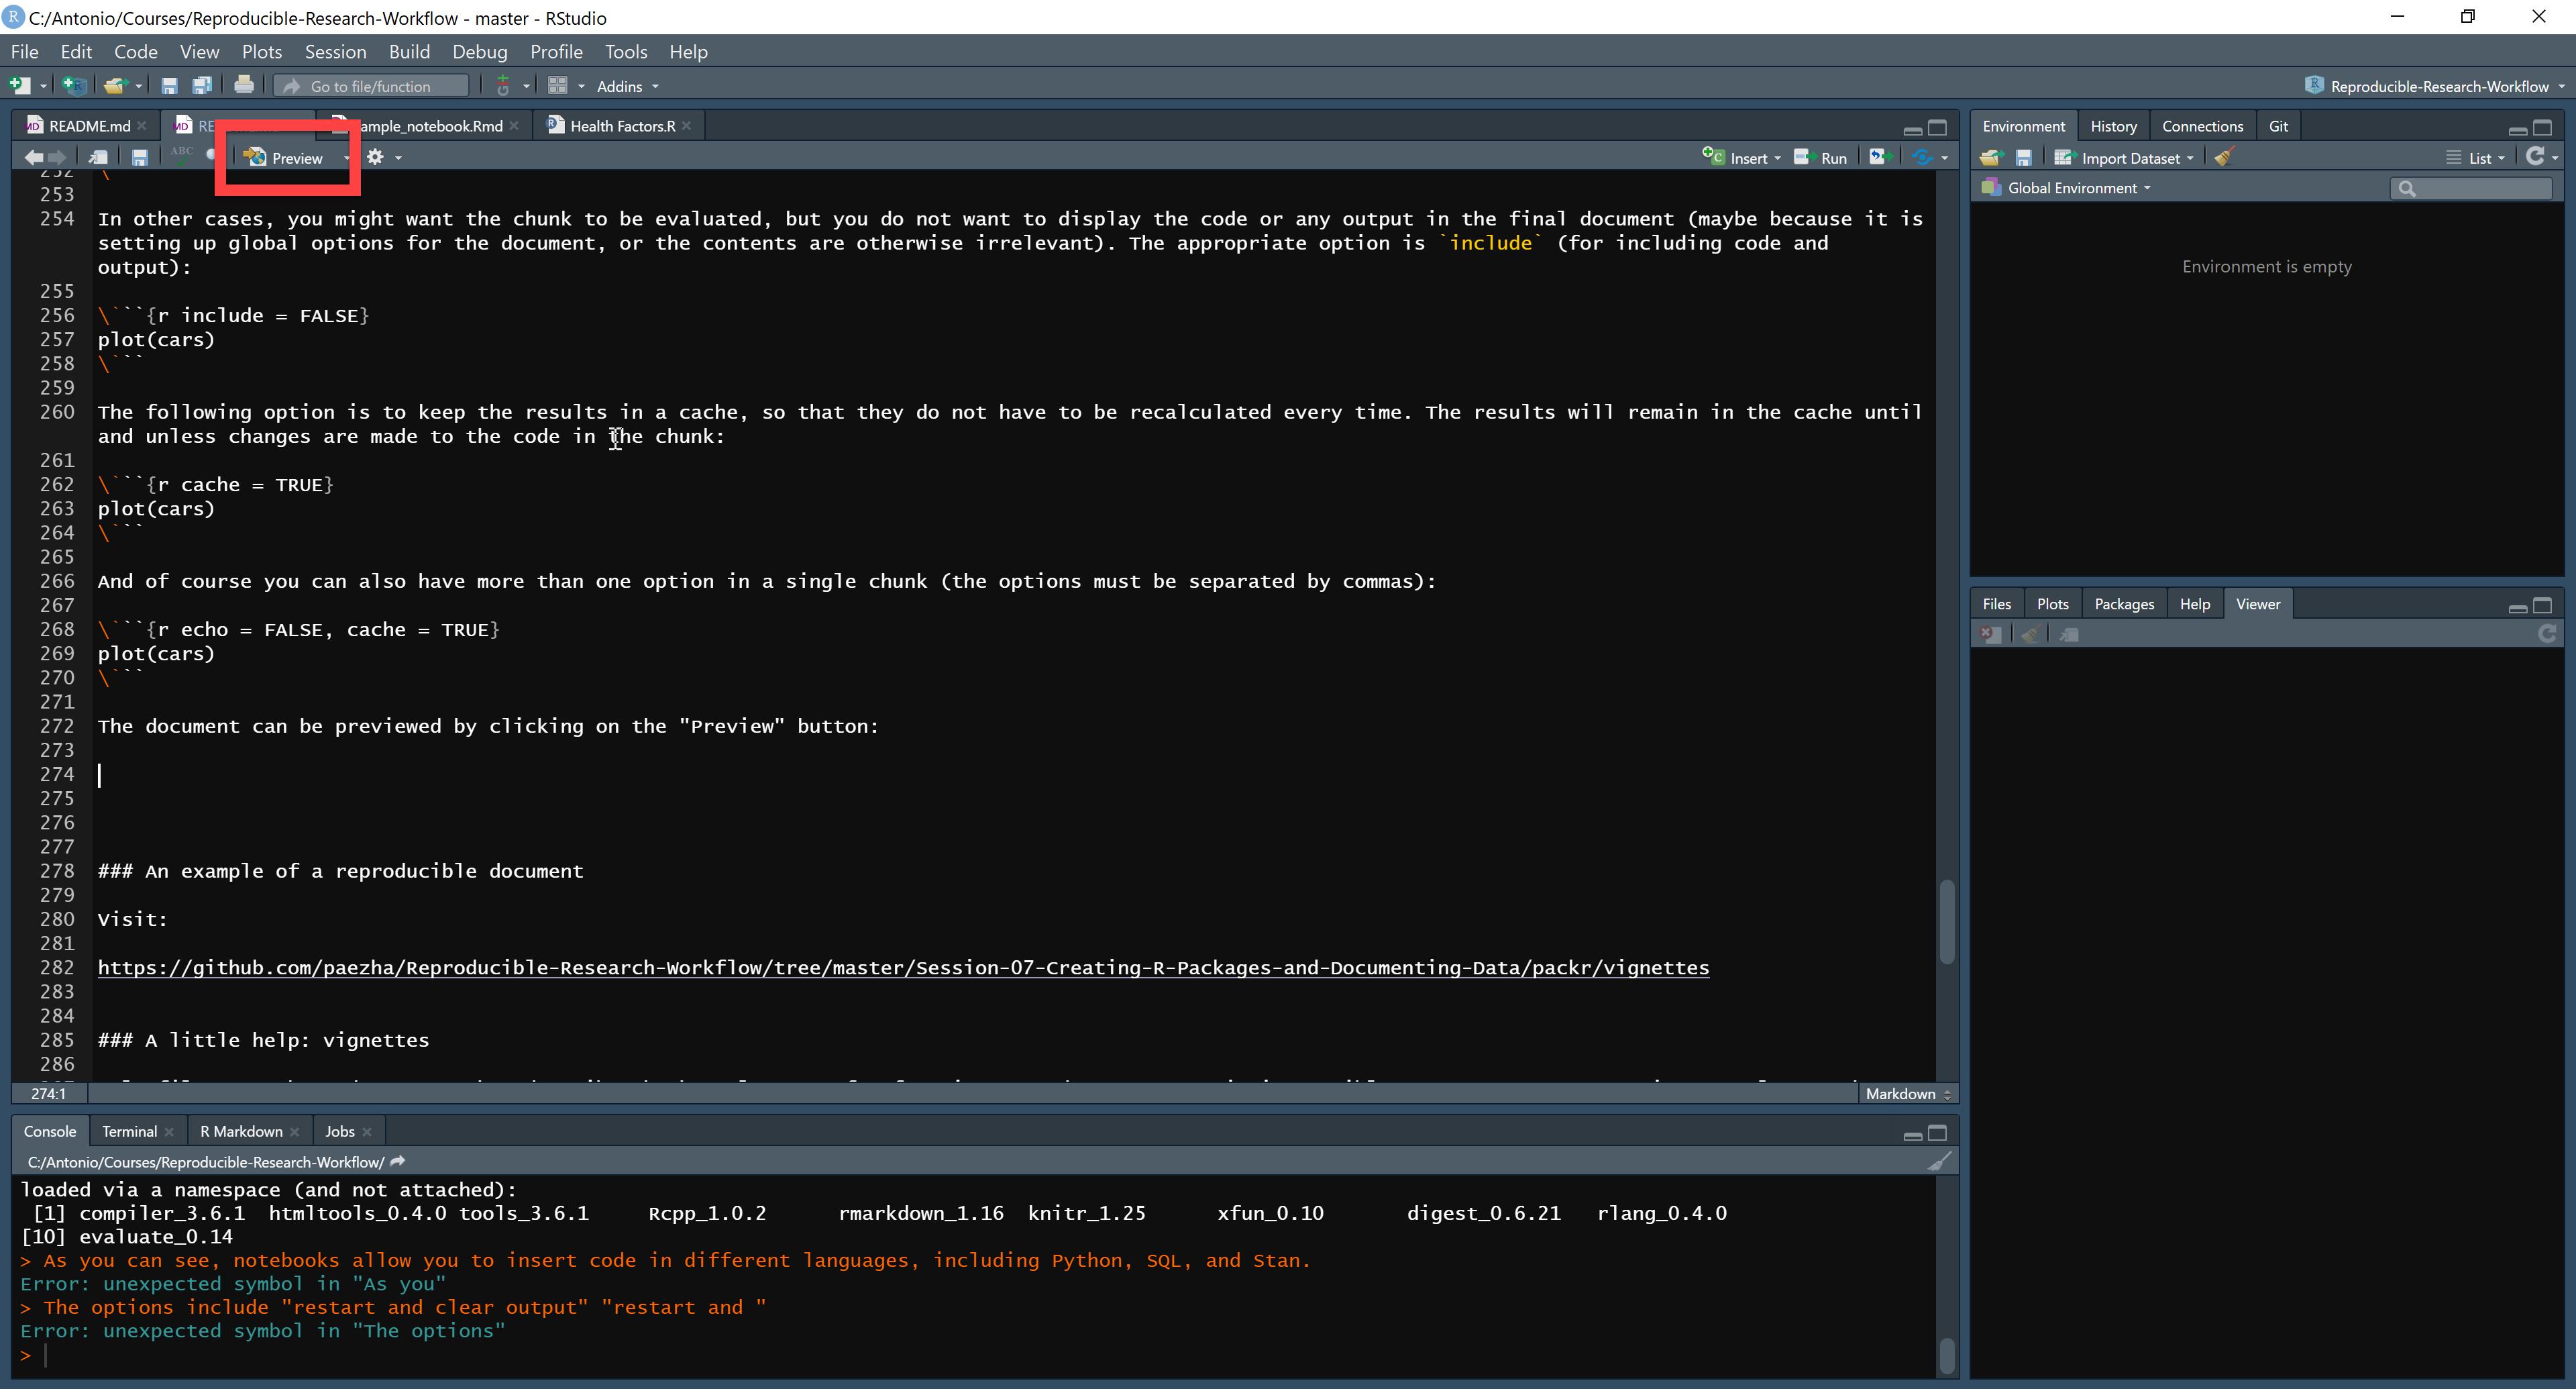 C:/Antonio/Courses/Reproducible-Research-Workflow - master - RStudio
File Edit Code View Plots Session Build Debug Profile Tools Help
Go to file/function Addins Reproducible-Research-Workflow
README.md RE ample_notebook.Rmd Health Factors.R
ABC Preview Insert Run
252 \
253
254 In other cases, you might want the chunk to be evaluated, but you do not want to display the code or any output in the final document (maybe because it is
setting up global options for the document, or the contents are otherwise irrelevant). The appropriate option is `include` (for including code and
output):
255
256 \```{r include = FALSE}
257 plot(cars)
258 \```
259
260 The following option is to keep the results in a cache, so that they do not have to be recalculated every time. The results will remain in the cache until
and unless changes are made to the code in the chunk:
261
262 \```{r cache = TRUE}
263 plot(cars)
264 \```
265
266 And of course you can also have more than one option in a single chunk (the options must be separated by commas):
267
268 \```{r echo = FALSE, cache = TRUE}
269 plot(cars)
270 \```
271
272 The document can be previewed by clicking on the "Preview" button:
273
274
275
276
277
278 ### An example of a reproducible document
279
280 Visit:
281
282 https://github.com/paezha/Reproducible-Research-Workflow/tree/master/Session-07-Creating-R-Packages-and-Documenting-Data/packr/vignettes
283
284
285 ### A little help: vignettes
286
274:1 Markdown
Console Terminal R Markdown Jobs
C:/Antonio/Courses/Reproducible-Research-Workflow/
loaded via a namespace (and not attached):
[1] compiler_3.6.1 htmltools_0.4.0 tools_3.6.1 Rcpp_1.0.2 rmarkdown_1.16 knitr_1.25 xfun_0.10 digest_0.6.21 rlang_0.4.0
[10] evaluate_0.14
> As you can see, notebooks allow you to insert code in different languages, including Python, SQL, and Stan.
Error: unexpected symbol in "As you"
> The options include "restart and clear output" "restart and "
Error: unexpected symbol in "The options"
>
Environment History Connections Git
Import Dataset List
Global Environment
Environment is empty
Files Plots Packages Help Viewer